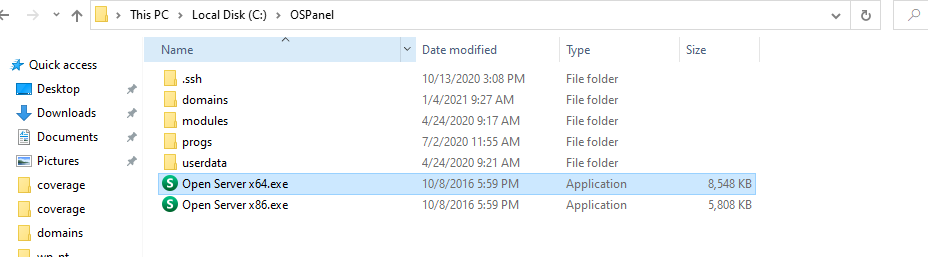 This PC > Local Disk (C:) > OSPanel
Name Date modified Type Size
Quick access
Desktop
Downloads
Documents
Pictures
coverage
coverage
domains
.ssh 10/13/2020 3:08 PM File folder
domains 1/4/2021 9:27 AM File folder
modules 4/24/2020 9:17 AM File folder
progs 7/2/2020 11:55 AM File folder
userdata 4/24/2020 9:21 AM File folder
Open Server x64.exe 10/8/2016 5:59 PM Application 8,548 KB
Open Server x86.exe 10/8/2016 5:59 PM Application 5,808 KB